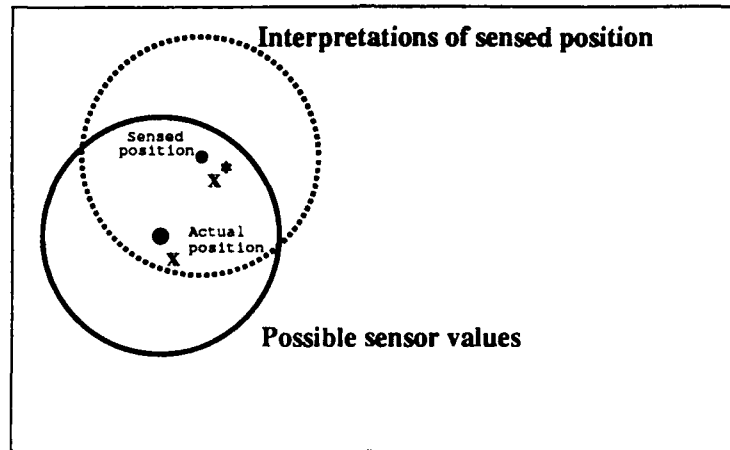 Interpretations of sensed position
Sensed
position
x*
Actual
position
x
Possible sensor values